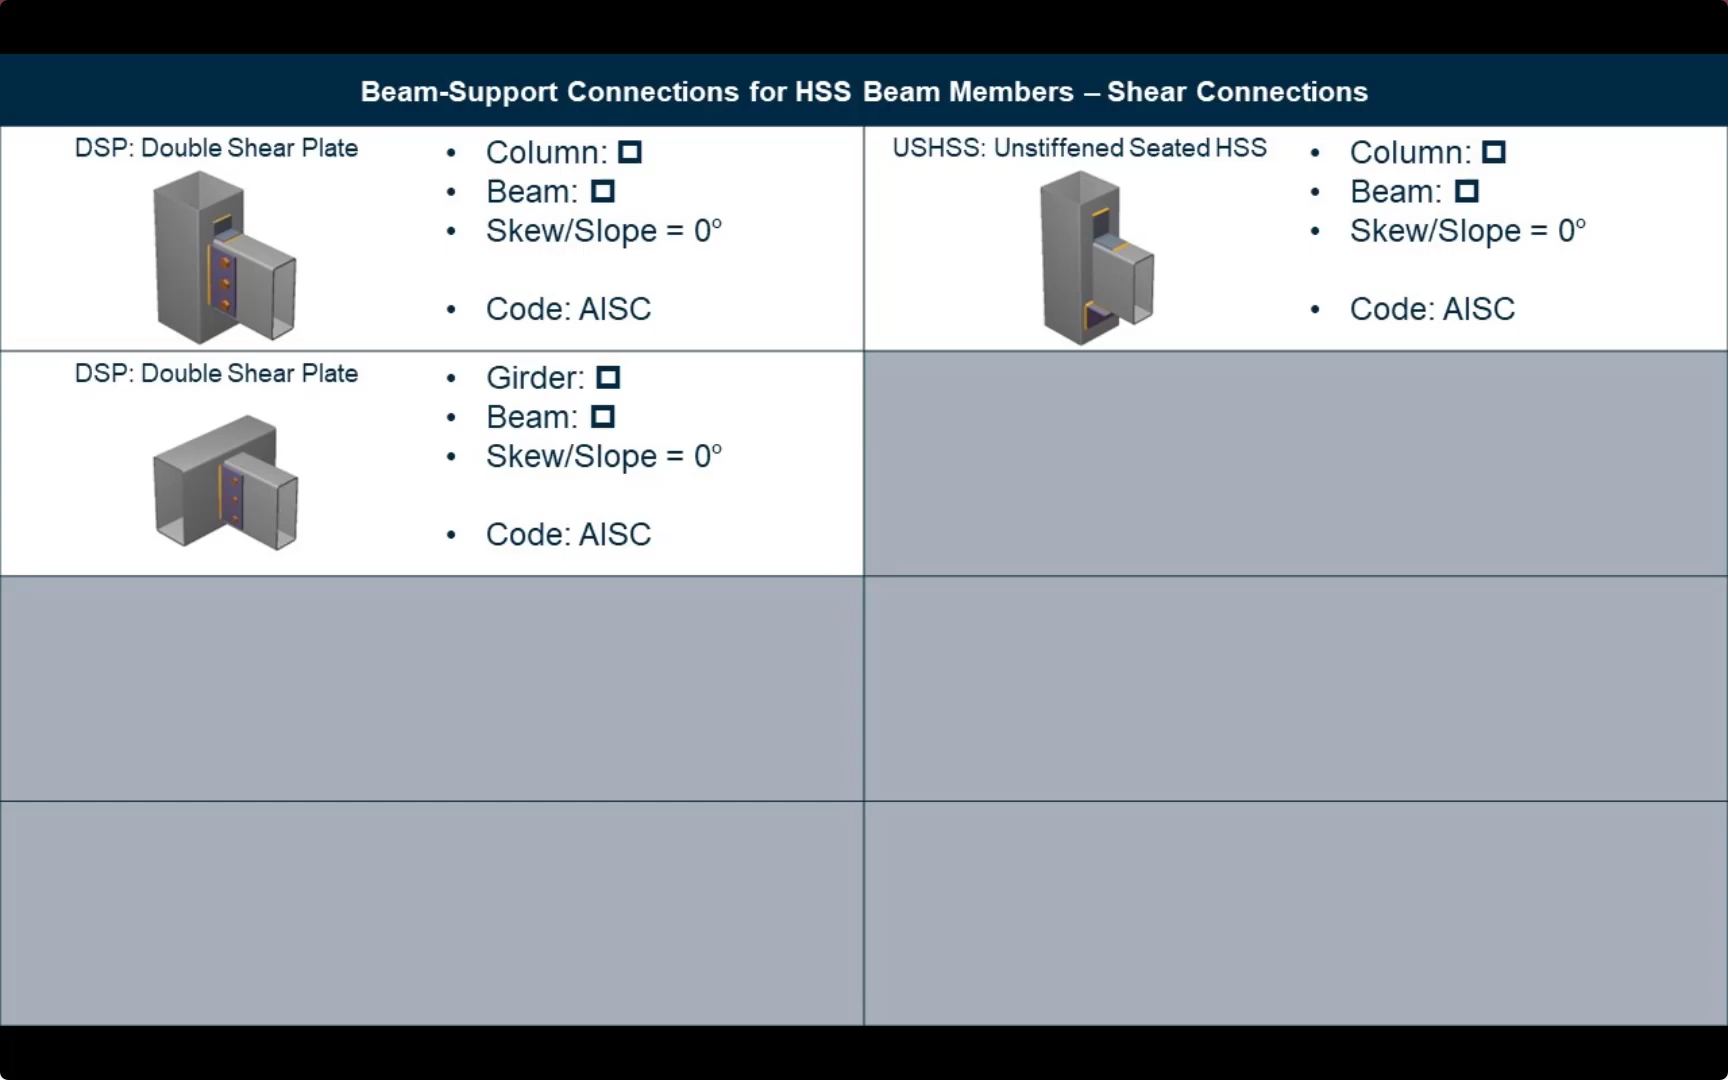 Beam-Support Connections for HSS Beam Members – Shear Connections
DSP: Double Shear Plate
• Column: □
• Beam: □
• Skew/Slope = 0°
• Code: AISC
USHSS: Unstiffened Seated HSS
• Column: □
• Beam: □
• Skew/Slope = 0°
• Code: AISC
DSP: Double Shear Plate
• Girder: □
• Beam: □
• Skew/Slope = 0°
• Code: AISC